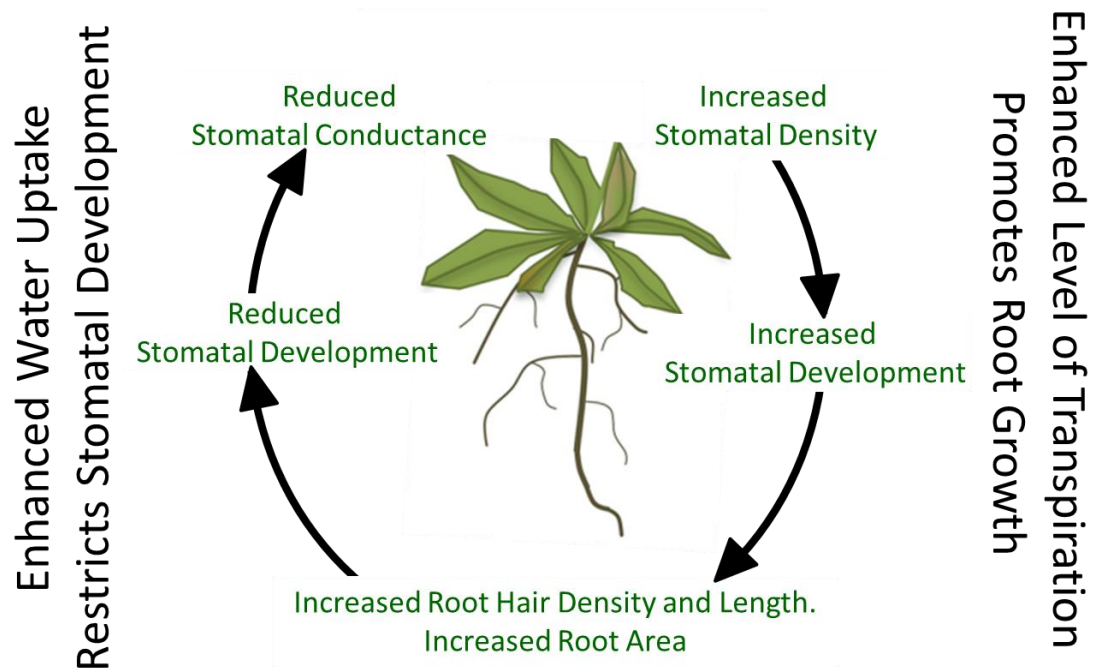 Enhanced Water Uptake
Restricts Stomatal Development
Reduced
Stomatal Conductance
Increased
Stomatal Density
Reduced
Stomatal Development
Increased
Stomatal Development
Increased Root Hair Density and Length.
Increased Root Area
Enhanced Level of Transpiration
Promotes Root Growth